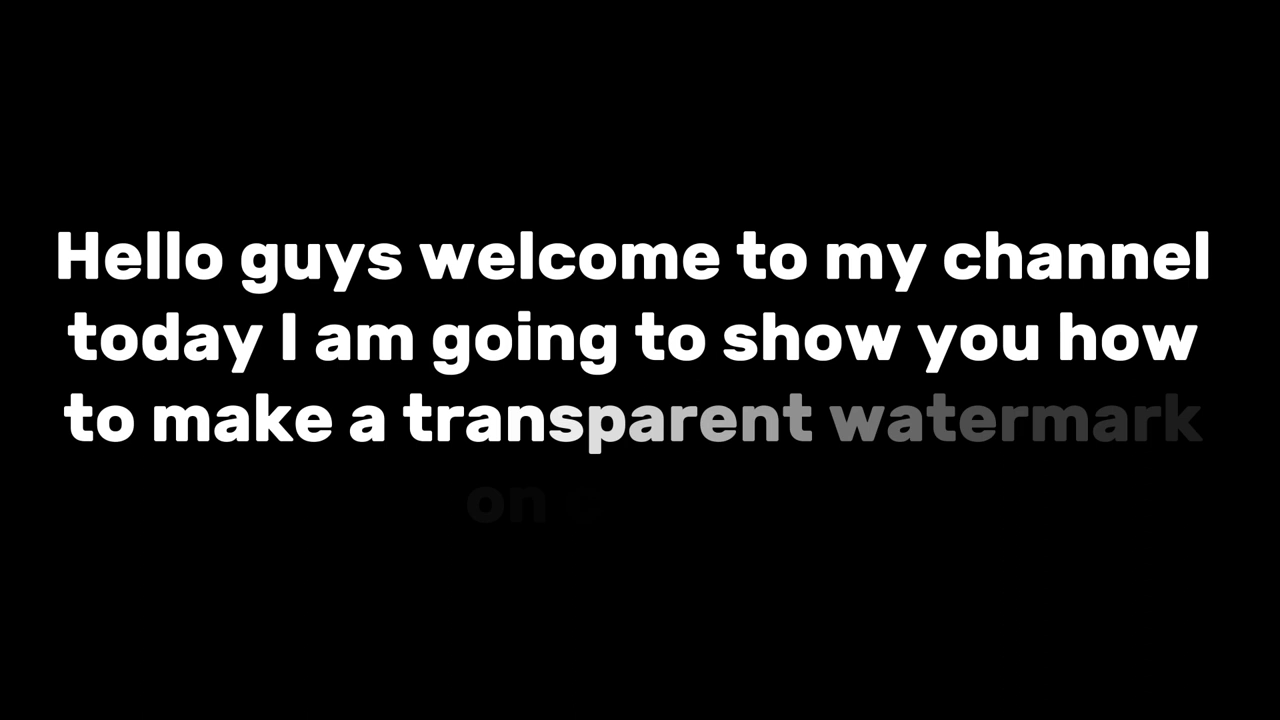 Hello guys welcome to my channel
today I am going to show you how
to make a transparent watermark
on